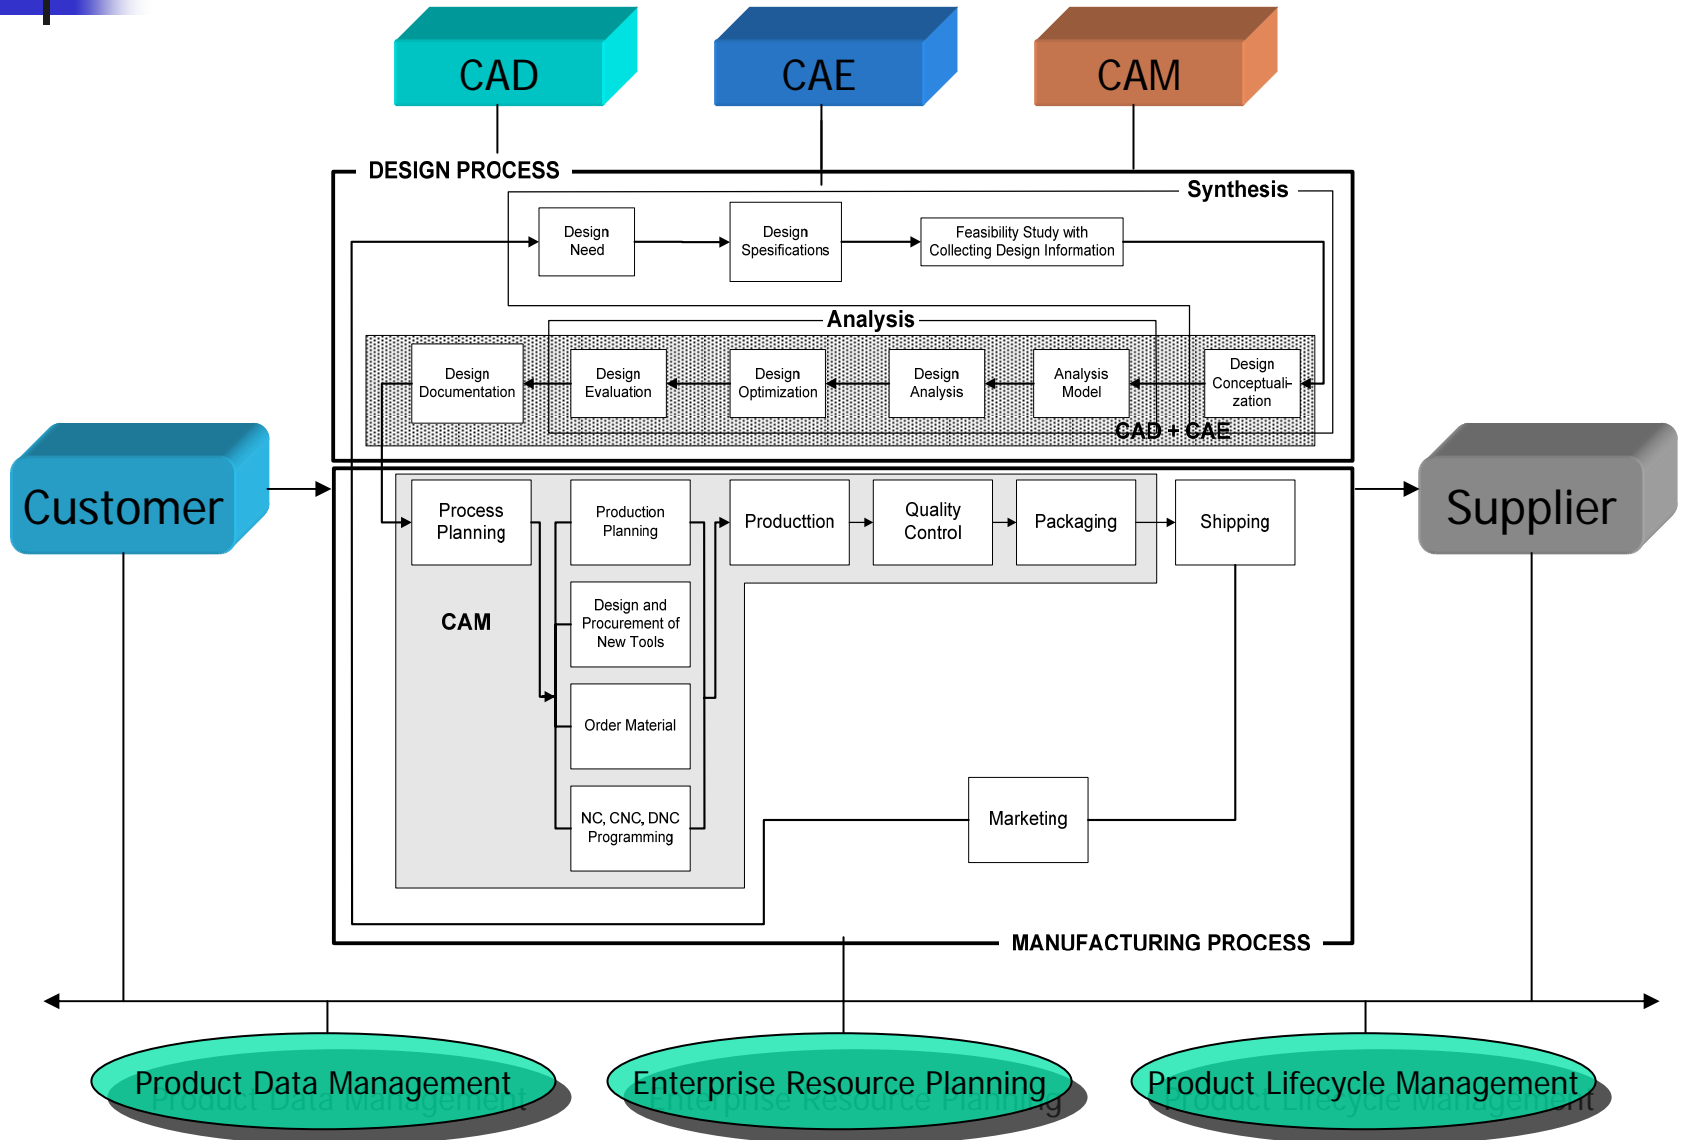 CAD
CAE
CAM
DESIGN PROCESS
Synthesis
Design
Need
Design
Spesifications
Feasibility Study with
Collecting Design Information
Analysis
Design
Documentation
Design
Evaluation
Design
Optimization
Design
Analysis
Analysis
Model
Design
Conceptuali-
zation
CAD + CAE
Customer
Supplier
Process
Planning
Production
Planning
Producttion
Quality
Control
Packaging
Shipping
Design and
Procurement of
New Tools
CAM
Order Material
NC, CNC, DNC
Programming
Marketing
MANUFACTURING PROCESS
Product Data Management
Enterprise Resource Planning
Product Lifecycle Management